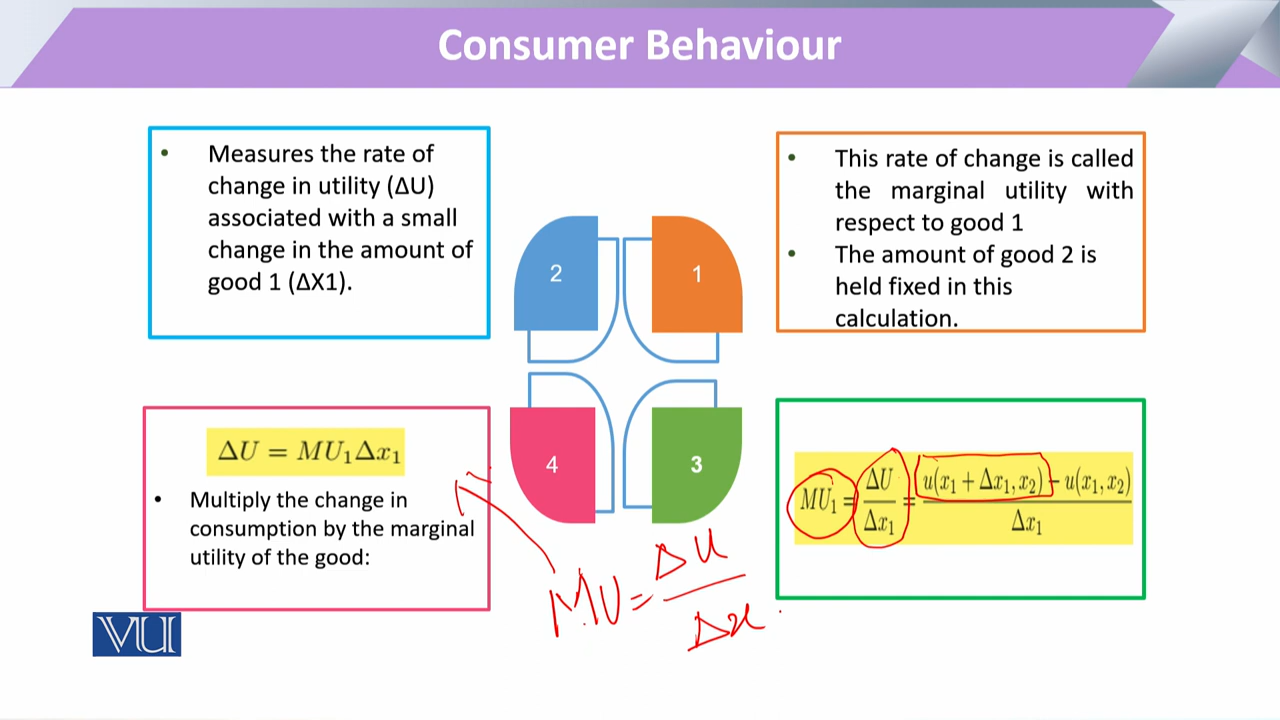 Consumer Behaviour
• Measures the rate of
change in utility (ΔU)
associated with a small
change in the amount of
good 1 (ΔX1).
2
1
• This rate of change is called
the marginal utility with
respect to good 1
• The amount of good 2 is
held fixed in this
calculation.
ΔU = MU₁Δx₁
• Multiply the change in
consumption by the marginal
utility of the good:
4
3
MU₁ = ΔU/Δx₁ = u(x₁ + Δx₁, x₂) − u(x₁, x₂)/Δx₁
MU = ΔU/Δx
VU